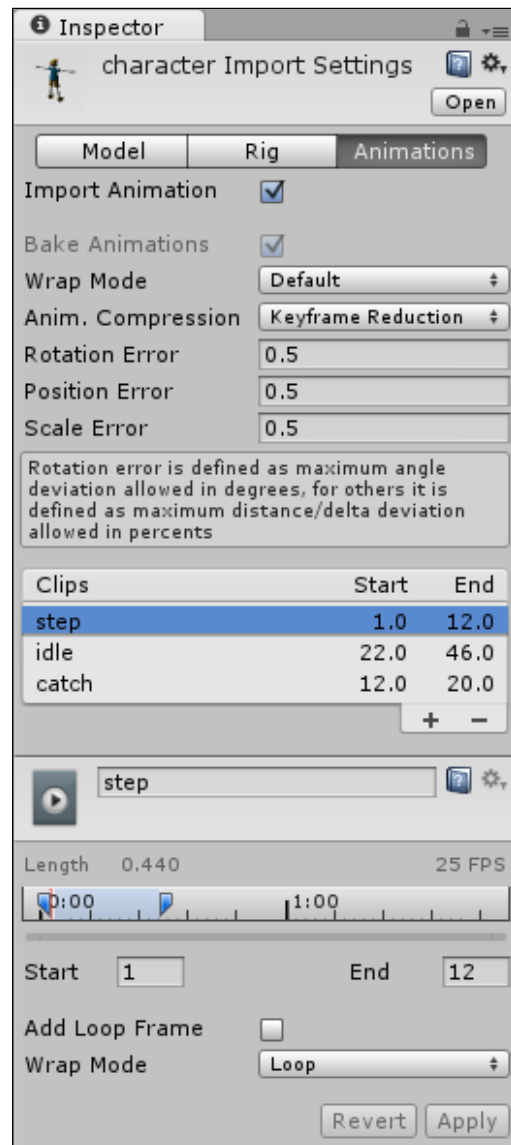 Inspector
character Import Settings
Open
Model Rig Animations
Import Animation
Bake Animations
Wrap Mode Default
Anim. Compression Keyframe Reduction
Rotation Error 0.5
Position Error 0.5
Scale Error 0.5
Rotation error is defined as maximum angle
deviation allowed in degrees, for others it is
defined as maximum distance/delta deviation
allowed in percents
Clips Start End
step 1.0 12.0
idle 22.0 46.0
catch 12.0 20.0
+ −
step
Length 0.440 25 FPS
0:00 1:00
Start 1 End 12
Add Loop Frame
Wrap Mode Loop
Revert Apply